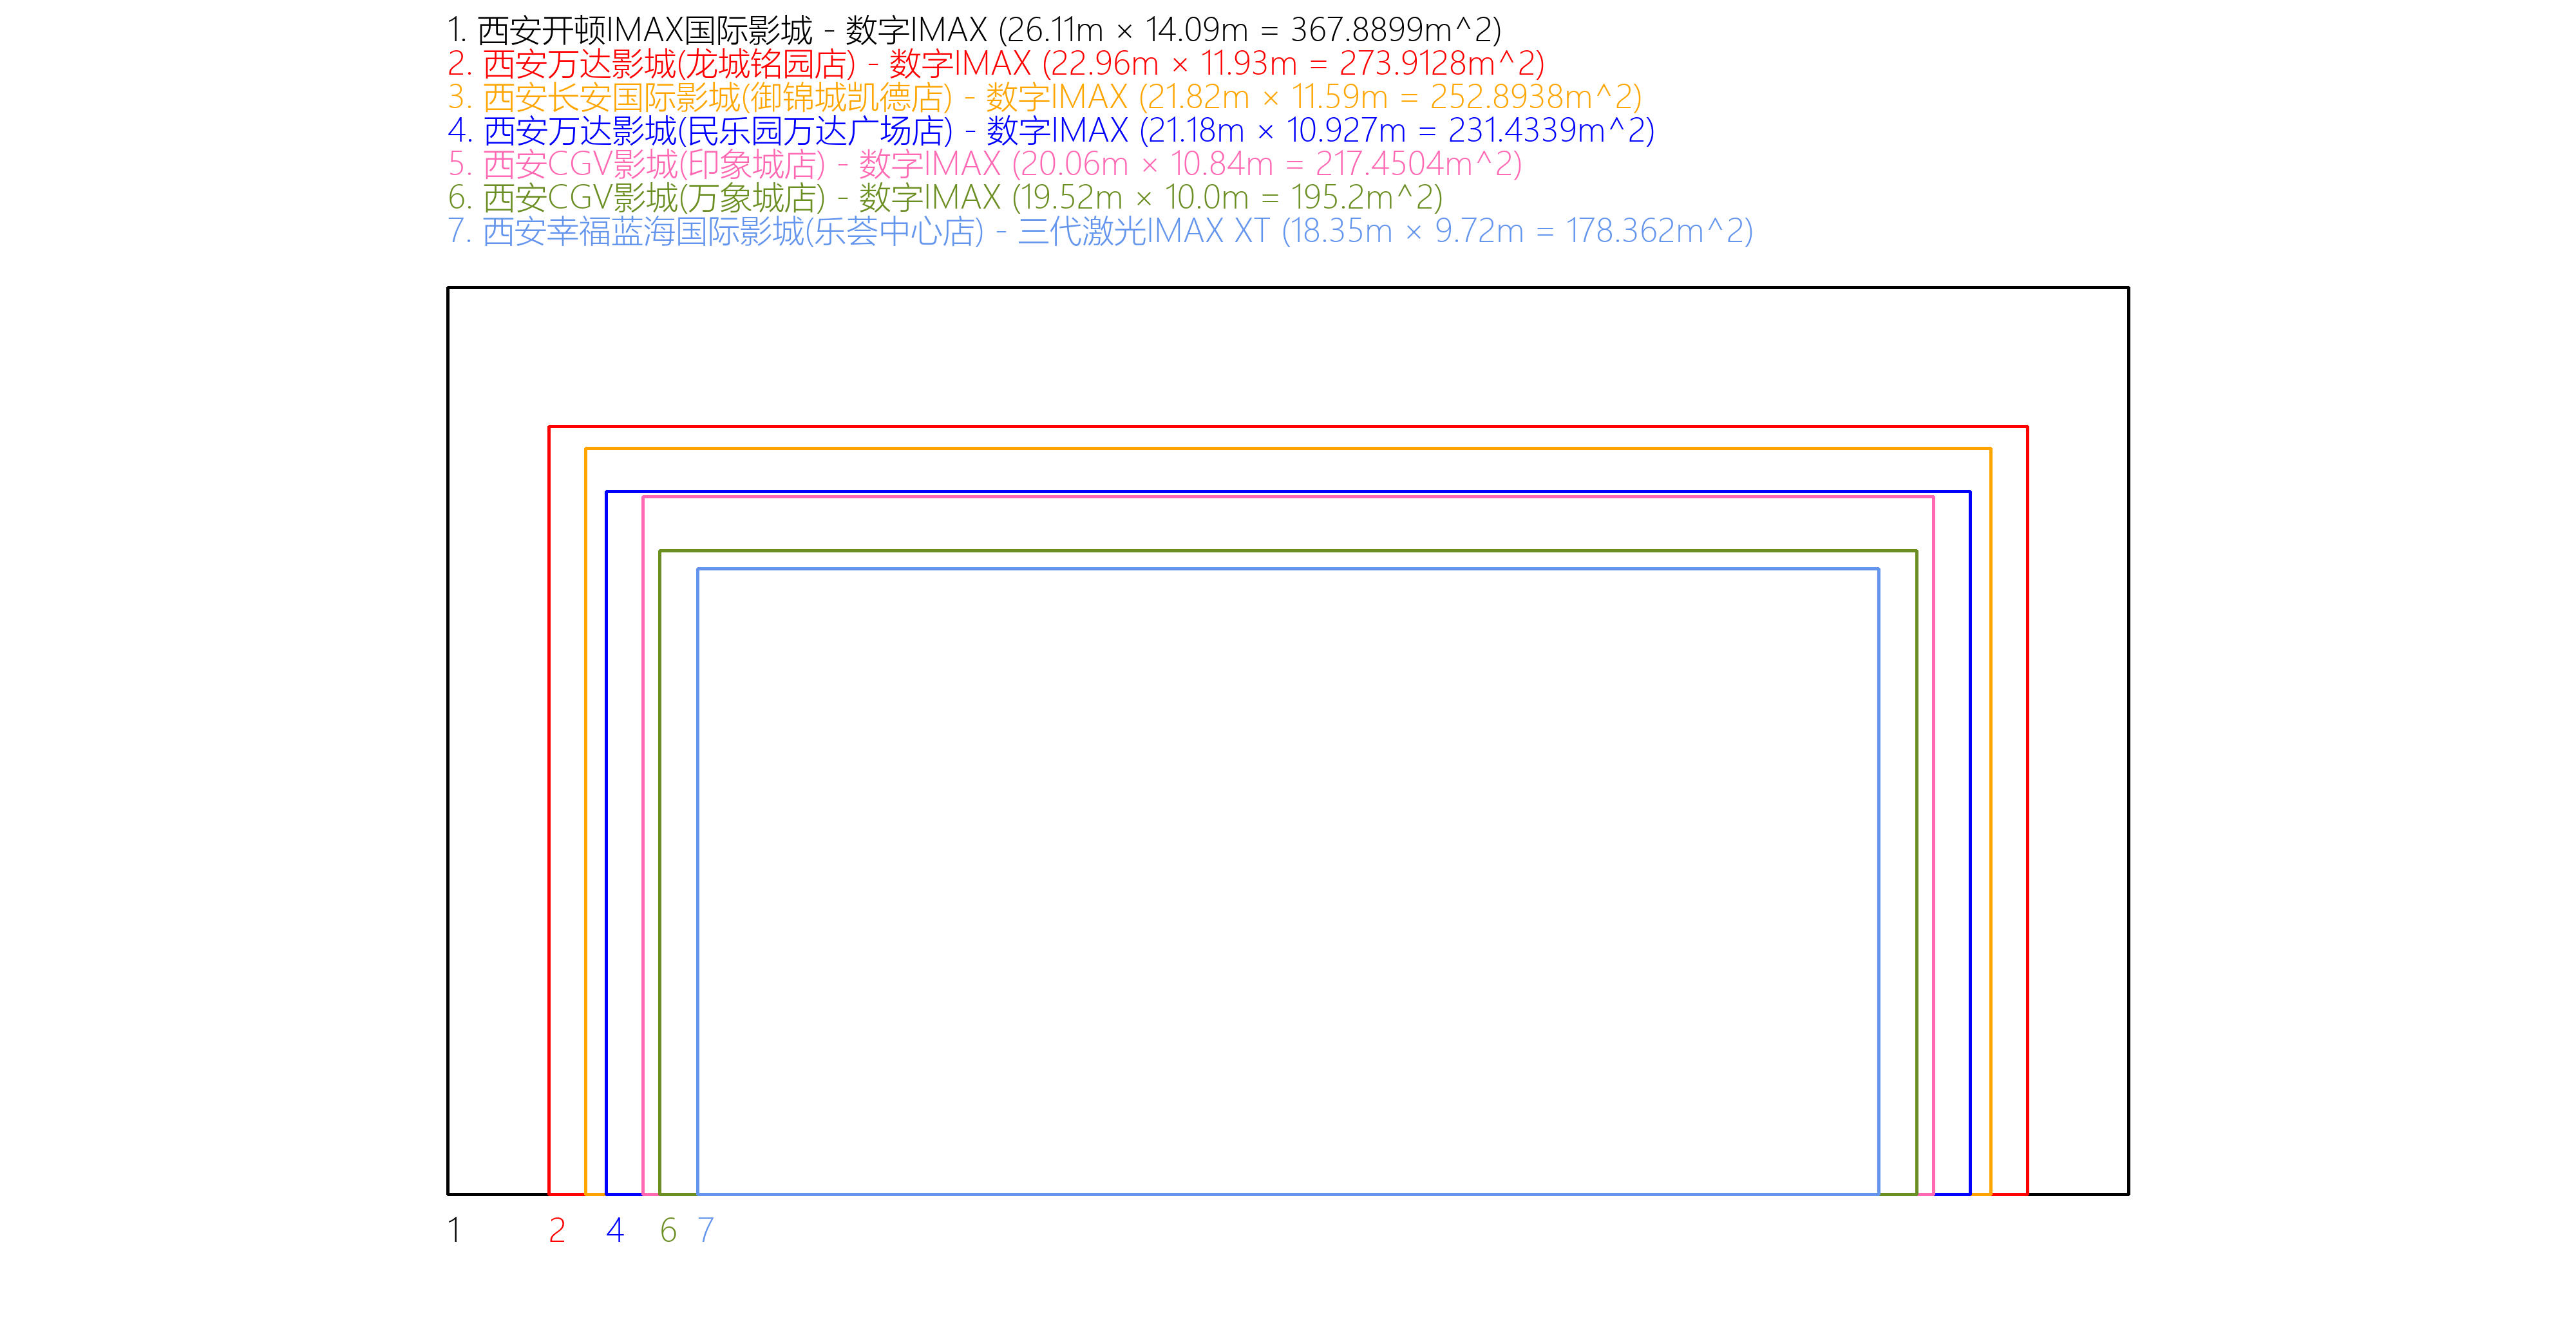 1. 西安开顿IMAX国际影城 - 数字IMAX (26.11m × 14.09m = 367.8899m^2)
2. 西安万达影城(龙城铭园店) - 数字IMAX (22.96m × 11.93m = 273.9128m^2)
3. 西安长安国际影城(御锦城凯德店) - 数字IMAX (21.82m × 11.59m = 252.8938m^2)
4. 西安万达影城(民乐园万达广场店) - 数字IMAX (21.18m × 10.927m = 231.4339m^2)
5. 西安CGV影城(印象城店) - 数字IMAX (20.06m × 10.84m = 217.4504m^2)
6. 西安CGV影城(万象城店) - 数字IMAX (19.52m × 10.0m = 195.2m^2)
7. 西安幸福蓝海国际影城(乐荟中心店) - 三代激光IMAX XT (18.35m × 9.72m = 178.362m^2)
1 2 4 6 7